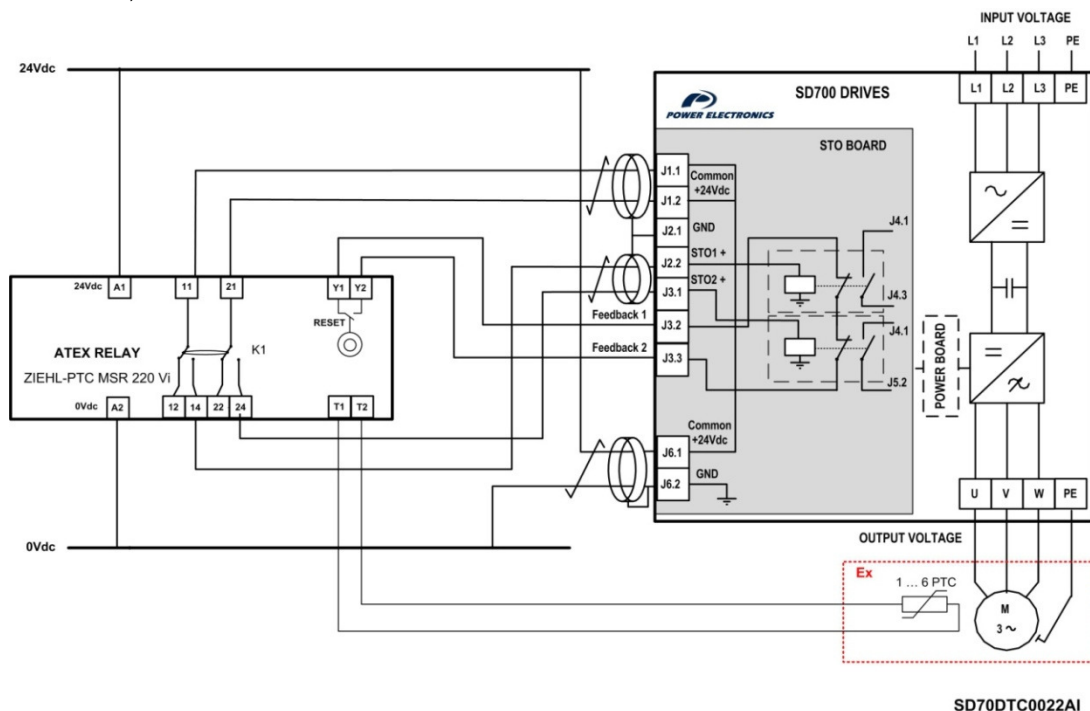 INPUT VOLTAGE
L1 L2 L3 PE
24Vdc
L1 L2 L3 PE
SD700 DRIVES
POWER ELECTRONICS
STO BOARD
J1.1
Common
+24Vdc
J1.2
J2.1
GND
J4.1
J2.2
STO1 +
J3.1
STO2 +
J4.3
Feedback 1
J3.2
J4.1
Feedback 2
J3.3
J5.2
POWER BOARD
24Vdc A1 11 21 Y1 Y2
RESET
ATEX RELAY
K1
ZIEHL-PTC MSR 220 Vi
0Vdc A2 12 14 22 24 T1 T2
Common
+24Vdc
J6.1
GND
J6.2
U V W PE
0Vdc
OUTPUT VOLTAGE
Ex
1 ... 6 PTC
M
3 ~
SD70DTC0022AI